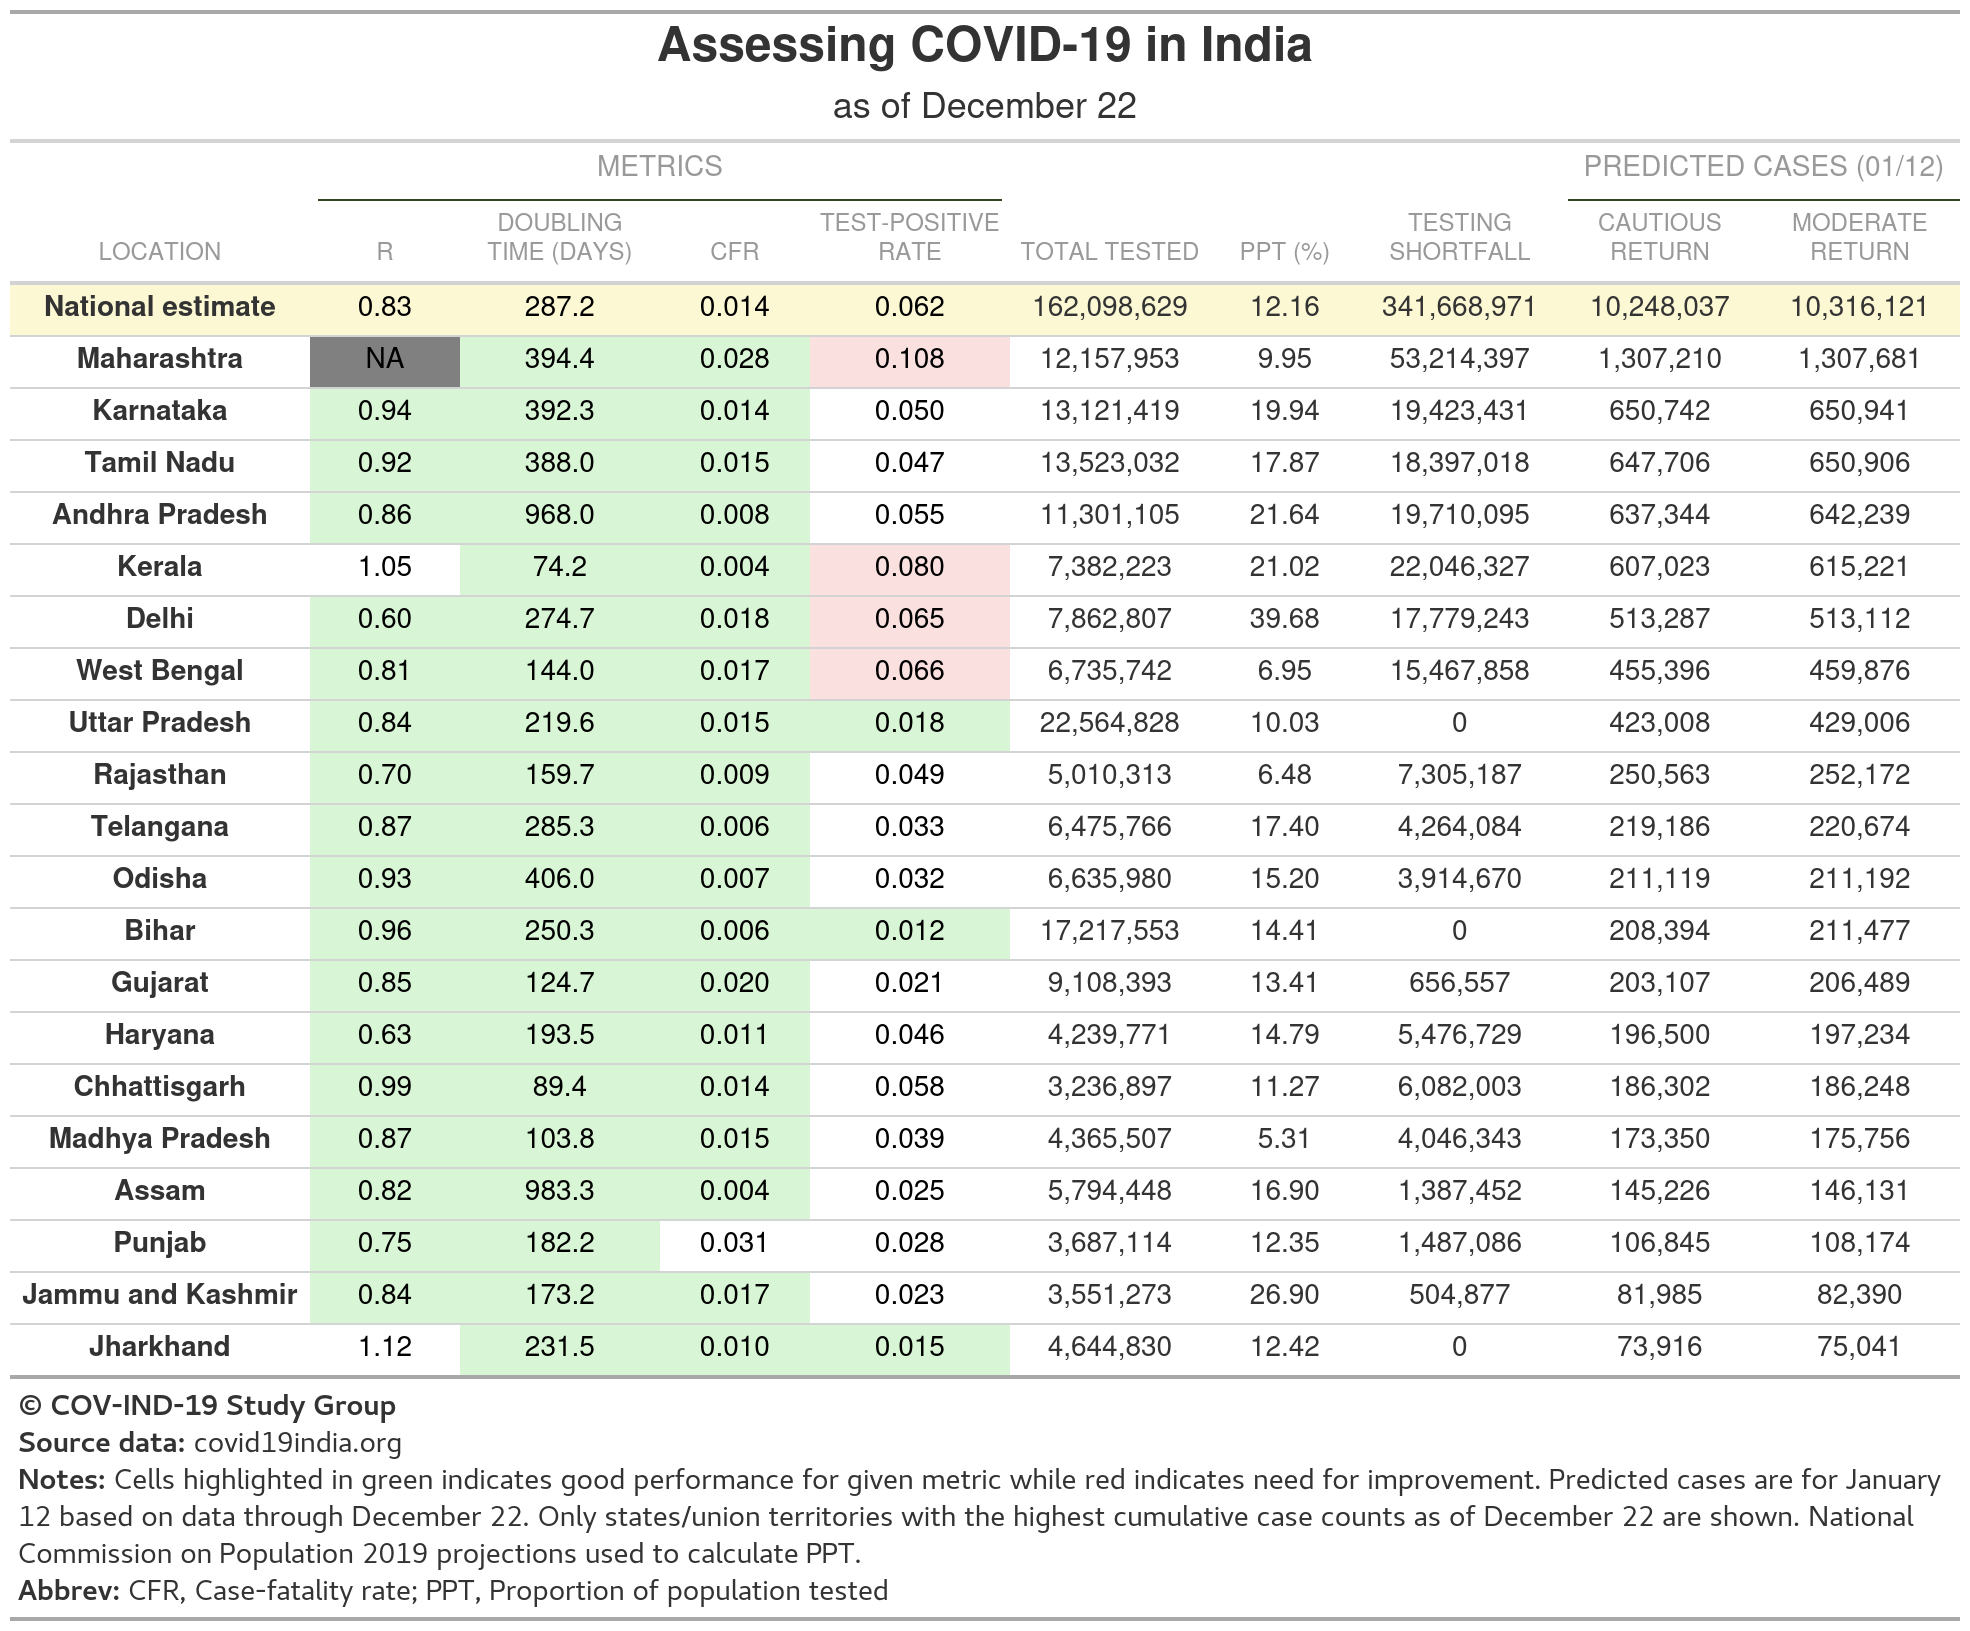 Assessing COVID-19 in India
as of December 22
METRICS PREDICTED CASES (01/12)
LOCATION R DOUBLING TIME (DAYS) CFR TEST-POSITIVE RATE TOTAL TESTED PPT (%) TESTING SHORTFALL CAUTIOUS RETURN MODERATE RETURN
National estimate 0.83 287.2 0.014 0.062 162,098,629 12.16 341,668,971 10,248,037 10,316,121
Maharashtra NA 394.4 0.028 0.108 12,157,953 9.95 53,214,397 1,307,210 1,307,681
Karnataka 0.94 392.3 0.014 0.050 13,121,419 19.94 19,423,431 650,742 650,941
Tamil Nadu 0.92 388.0 0.015 0.047 13,523,032 17.87 18,397,018 647,706 650,906
Andhra Pradesh 0.86 968.0 0.008 0.055 11,301,105 21.64 19,710,095 637,344 642,239
Kerala 1.05 74.2 0.004 0.080 7,382,223 21.02 22,046,327 607,023 615,221
Delhi 0.60 274.7 0.018 0.065 7,862,807 39.68 17,779,243 513,287 513,112
West Bengal 0.81 144.0 0.017 0.066 6,735,742 6.95 15,467,858 455,396 459,876
Uttar Pradesh 0.84 219.6 0.015 0.018 22,564,828 10.03 0 423,008 429,006
Rajasthan 0.70 159.7 0.009 0.049 5,010,313 6.48 7,305,187 250,563 252,172
Telangana 0.87 285.3 0.006 0.033 6,475,766 17.40 4,264,084 219,186 220,674
Odisha 0.93 406.0 0.007 0.032 6,635,980 15.20 3,914,670 211,119 211,192
Bihar 0.96 250.3 0.006 0.012 17,217,553 14.41 0 208,394 211,477
Gujarat 0.85 124.7 0.020 0.021 9,108,393 13.41 656,557 203,107 206,489
Haryana 0.63 193.5 0.011 0.046 4,239,771 14.79 5,476,729 196,500 197,234
Chhattisgarh 0.99 89.4 0.014 0.058 3,236,897 11.27 6,082,003 186,302 186,248
Madhya Pradesh 0.87 103.8 0.015 0.039 4,365,507 5.31 4,046,343 173,350 175,756
Assam 0.82 983.3 0.004 0.025 5,794,448 16.90 1,387,452 145,226 146,131
Punjab 0.75 182.2 0.031 0.028 3,687,114 12.35 1,487,086 106,845 108,174
Jammu and Kashmir 0.84 173.2 0.017 0.023 3,551,273 26.90 504,877 81,985 82,390
Jharkhand 1.12 231.5 0.010 0.015 4,644,830 12.42 0 73,916 75,041
© COV-IND-19 Study Group
Source data: covid19india.org
Notes: Cells highlighted in green indicates good performance for given metric while red indicates need for improvement. Predicted cases are for January
12 based on data through December 22. Only states/union territories with the highest cumulative case counts as of December 22 are shown. National
Commission on Population 2019 projections used to calculate PPT.
Abbrev: CFR, Case-fatality rate; PPT, Proportion of population tested